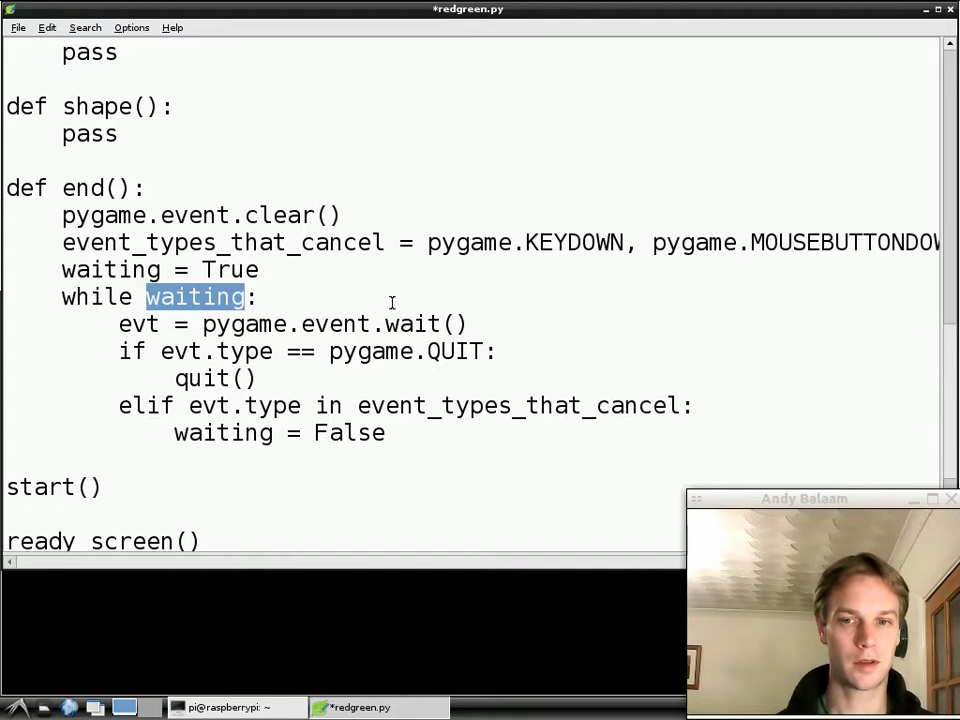 *redgreen.py
File Edit Search Options Help
pass
def shape():
pass
def end():
pygame.event.clear()
event_types_that_cancel = pygame.KEYDOWN, pygame.MOUSEBUTTONDOW
waiting = True
while waiting:
evt = pygame.event.wait()
if evt.type == pygame.QUIT:
quit()
elif evt.type in event_types_that_cancel:
waiting = False
start()
ready_screen()
Andy Balaam
pi@raspberrypi: ~
*redgreen.py